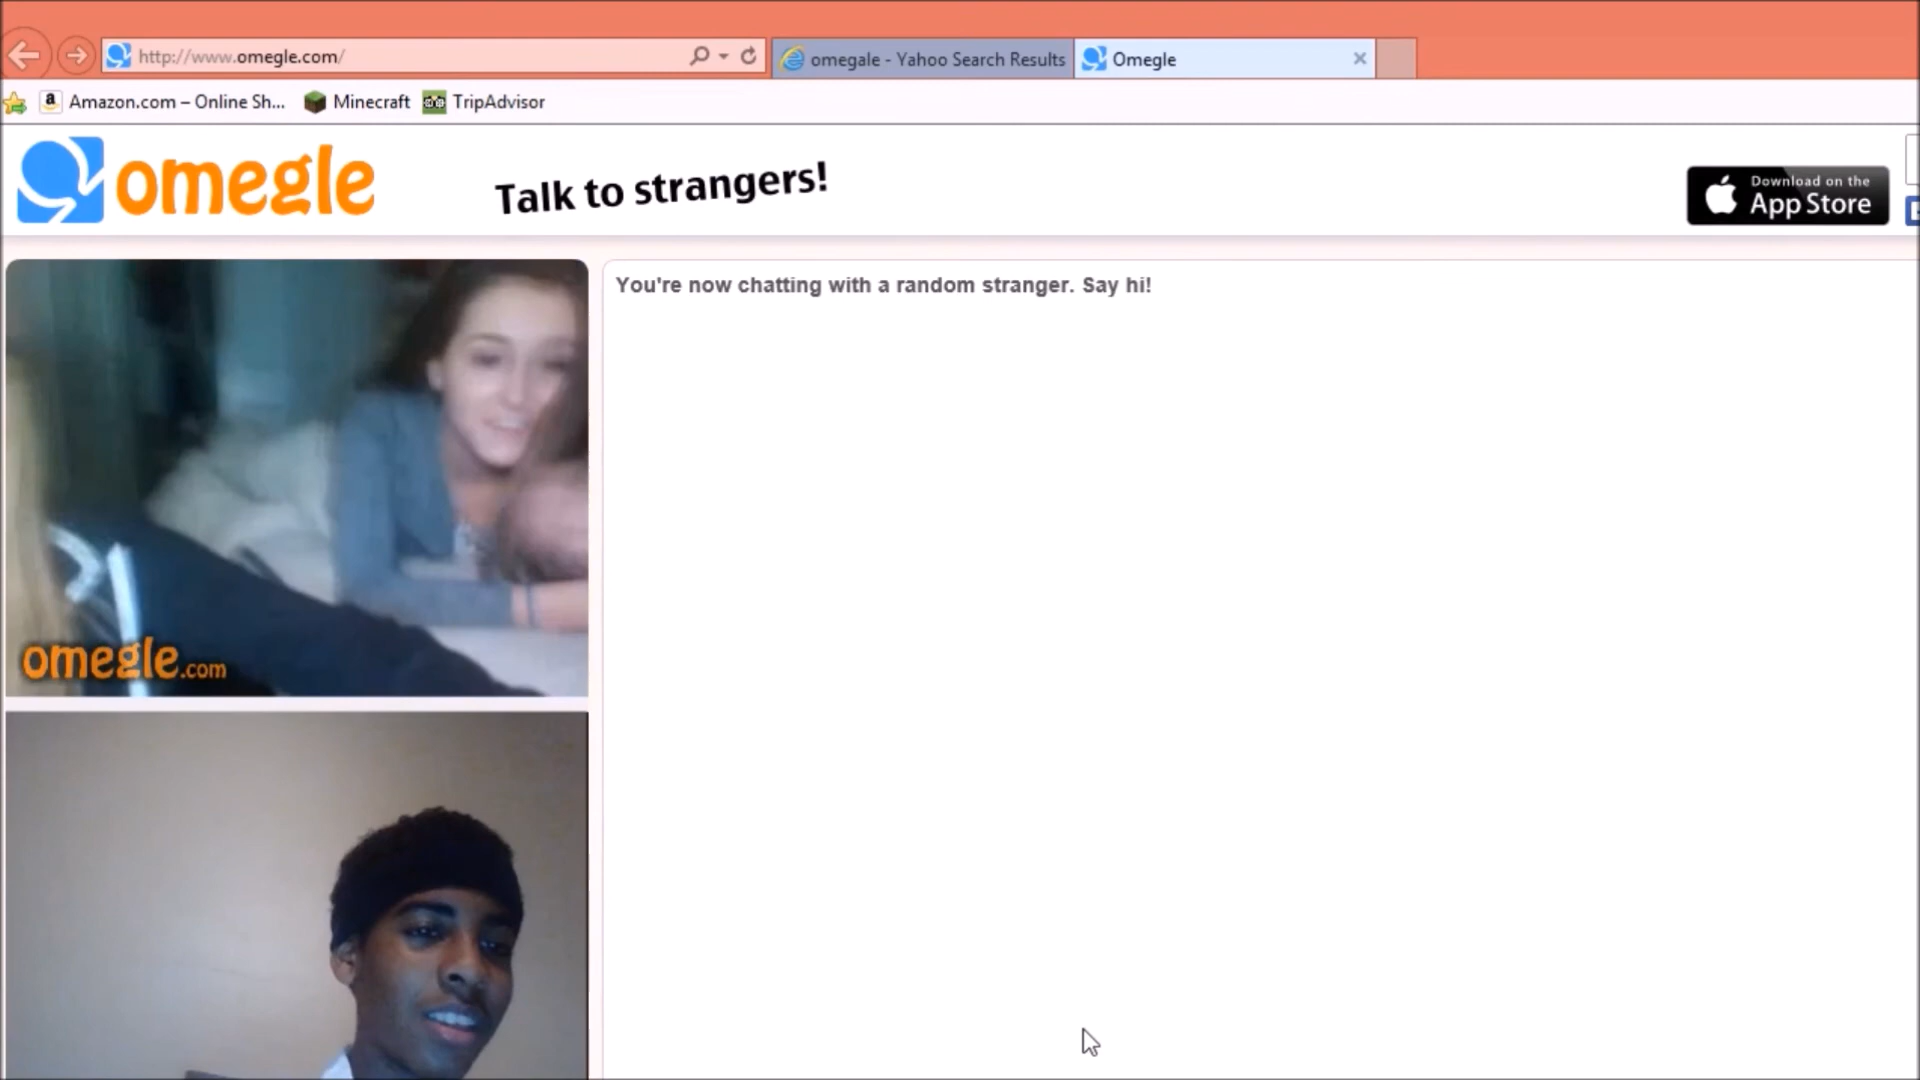 http://www.omegle.com/
omegale - Yahoo Search Results
Omegle
Amazon.com – Online Sh...
Minecraft
TripAdvisor
omegle
Talk to strangers!
Download on the
App Store
You're now chatting with a random stranger. Say hi!
omegle.com